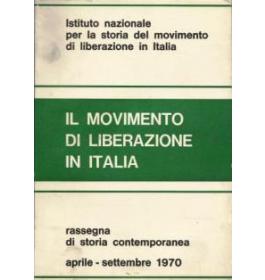 Istituto nazionale
per la storia del movimento
di liberazione in Italia
IL MOVIMENTO
DI LIBERAZIONE
IN ITALIA
rassegna
di storia contemporanea
aprile - settembre 1970